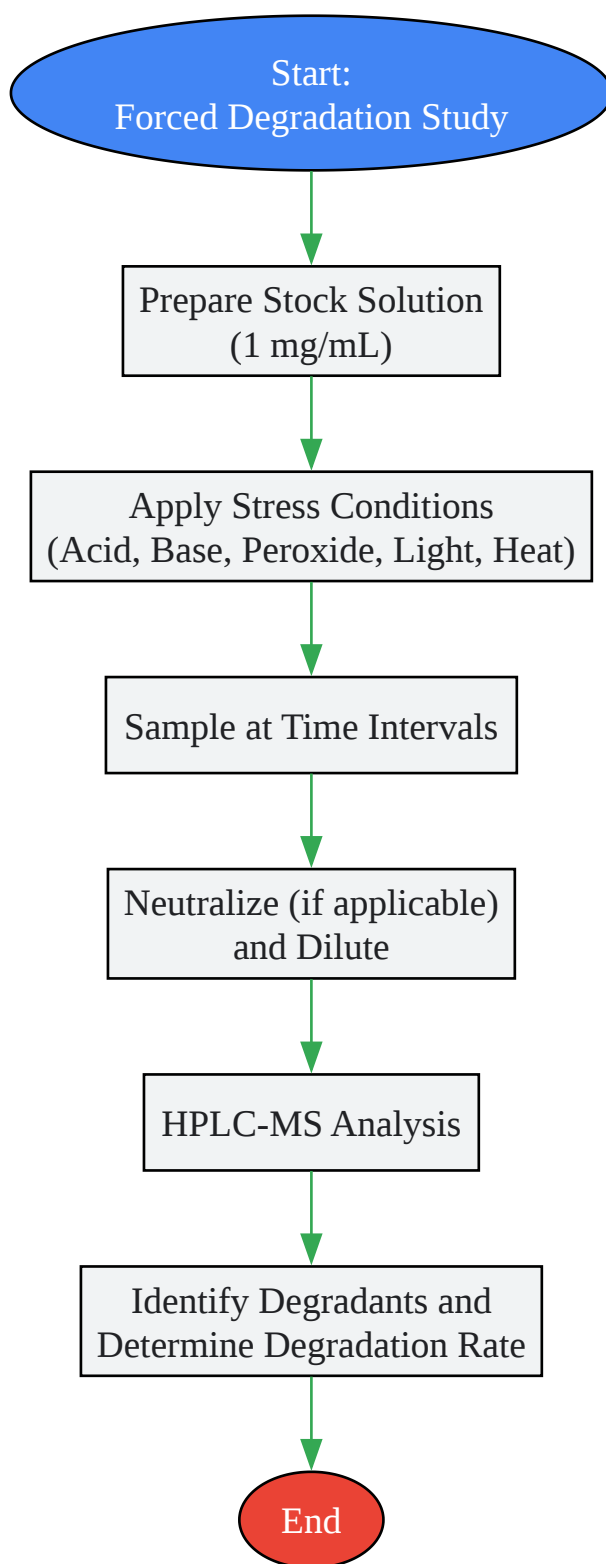 Start:
Forced Degradation Study
Prepare Stock Solution
(1 mg/mL)
Apply Stress Conditions
(Acid, Base, Peroxide, Light, Heat)
Sample at Time Intervals
Neutralize (if applicable)
and Dilute
HPLC-MS Analysis
Identify Degradants and
Determine Degradation Rate
End